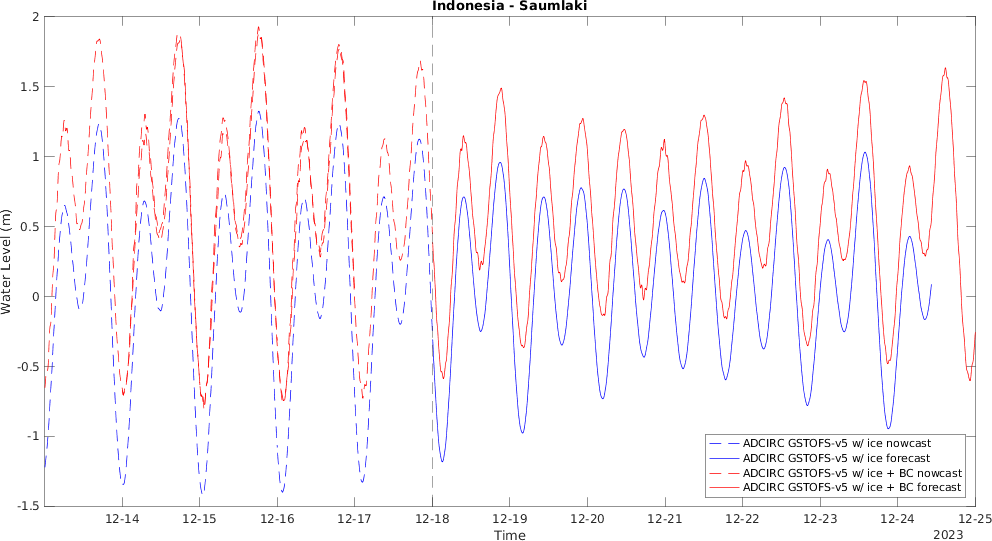 Indonesia - Saumlaki
Water Level (m)
2
1.5
1
0.5
0
-0.5
-1
-1.5
ADCIRC GSTOFS-v5 w/ ice nowcast
ADCIRC GSTOFS-v5 w/ ice forecast
ADCIRC GSTOFS-v5 w/ ice + BC nowcast
ADCIRC GSTOFS-v5 w/ ice + BC forecast
12-14 12-15 12-16 12-17 12-18 12-19 12-20 12-21 12-22 12-23 12-24 12-25
Time
2023